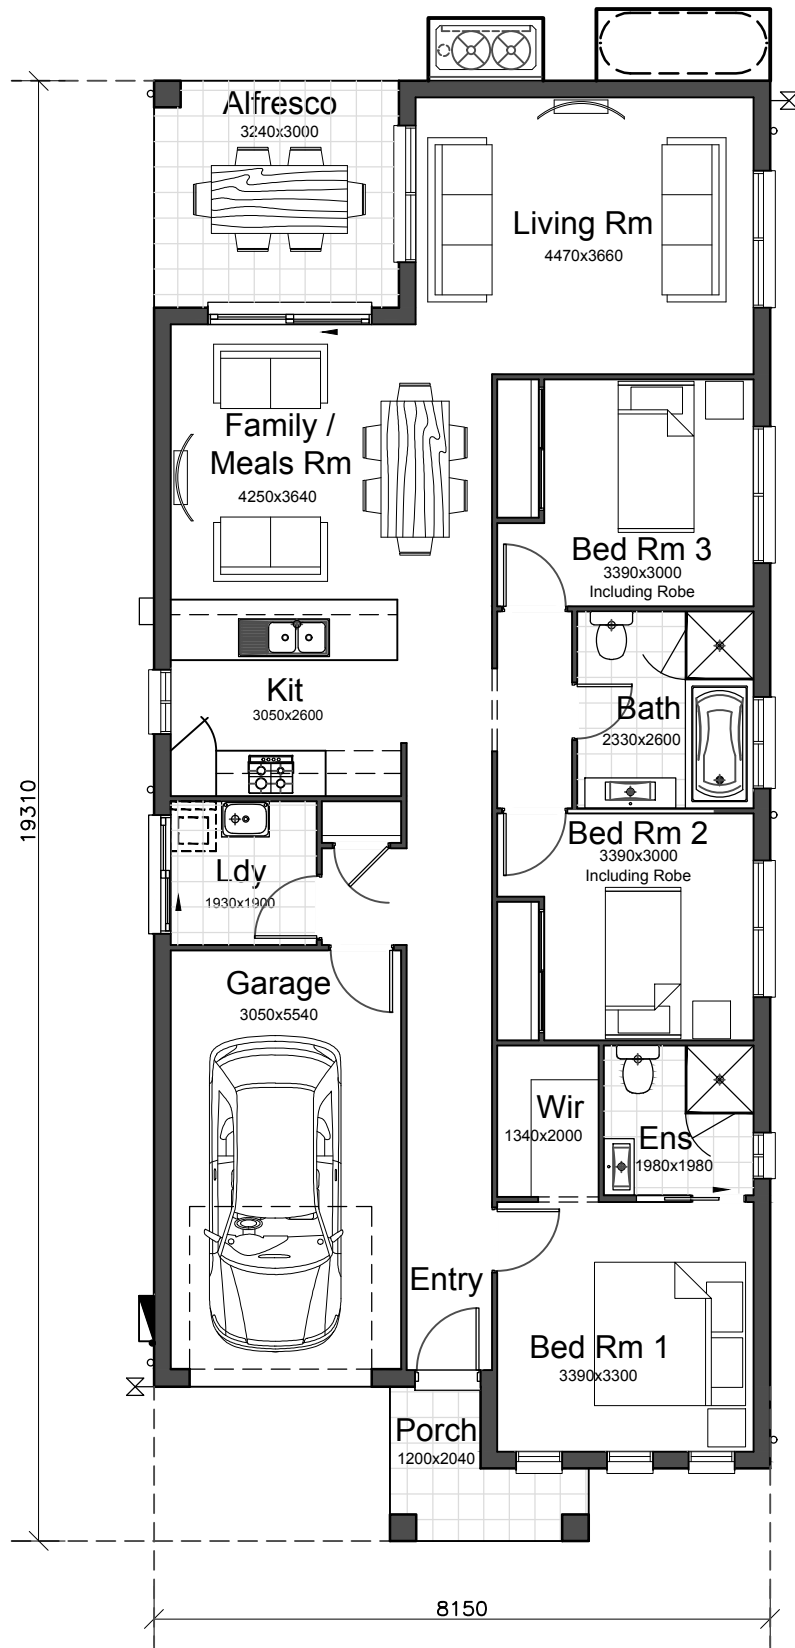 Alfresco
3240x3000
Living Rm
4470x3660
Family /
Meals Rm
4250x3640
Bed Rm 3
3390x3000
Including Robe
Kit
3050x2600
Bath
2330x2600
19310
Bed Rm 2
3390x3000
Including Robe
Ldy
1930x1900
Garage
3050x5540
Wir
1340x2000
Ens
1980x1980
Entry
Bed Rm 1
3390x3300
Porch
1200x2040
8150